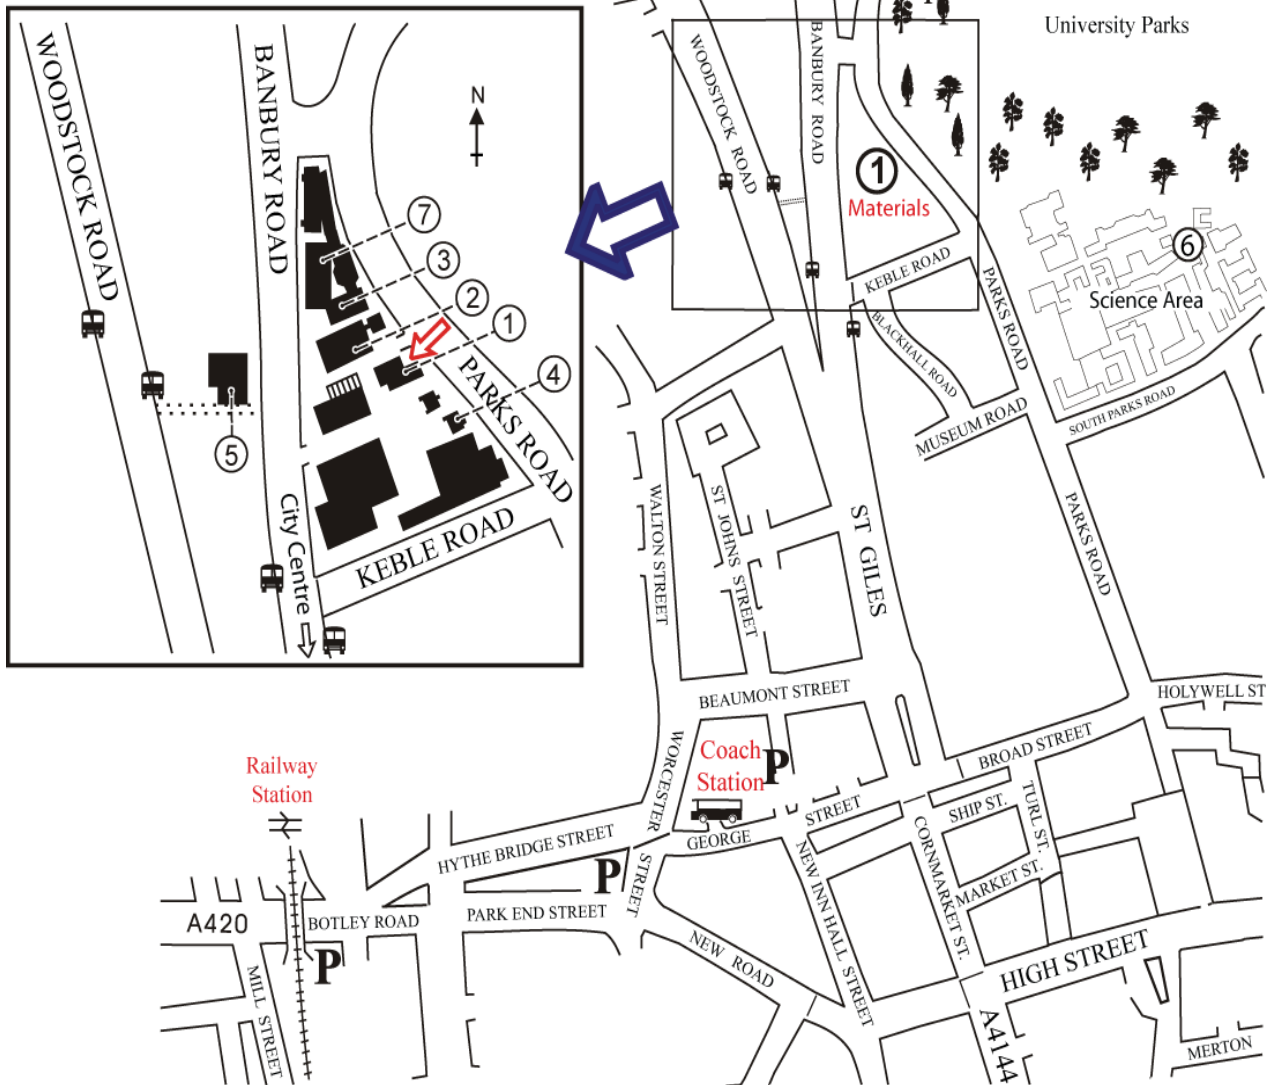 WOODSTOCK ROAD
BANBURY ROAD
N
7
3
2
1
4
5
PARKS ROAD
KEBLE ROAD
City Centre
University Parks
WOODSTOCK ROAD
BANBURY ROAD
1
Materials
KEBLE ROAD
PARKS ROAD
BLACKHALL ROAD
6
Science Area
MUSEUM ROAD
SOUTH PARKS ROAD
WALTON STREET
ST JOHNS STREET
ST GILES
PARKS ROAD
BEAUMONT STREET
HOLYWELL ST
BROAD STREET
WORCESTER
STREET
Coach
Station
P
GEORGE
STREET
SHIP ST.
TURL ST.
MARKET ST.
CORNMARKET ST.
NEW INN HALL STREET
Railway
Station
HYTHE BRIDGE STREET
P
PARK END STREET
BOTLEY ROAD
A420
P
MILL STREET
NEW ROAD
HIGH STREET
A4144
MERTON